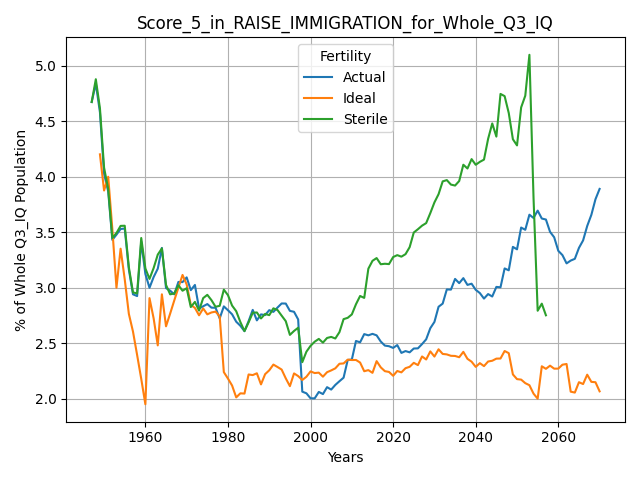 Score_5_in_RAISE_IMMIGRATION_for_Whole_Q3_IQ
Fertility
Actual
Ideal
Sterile
% of Whole Q3_IQ Population
5.0
4.5
4.0
3.5
3.0
2.5
2.0
1960 1980 2000 2020 2040 2060
Years